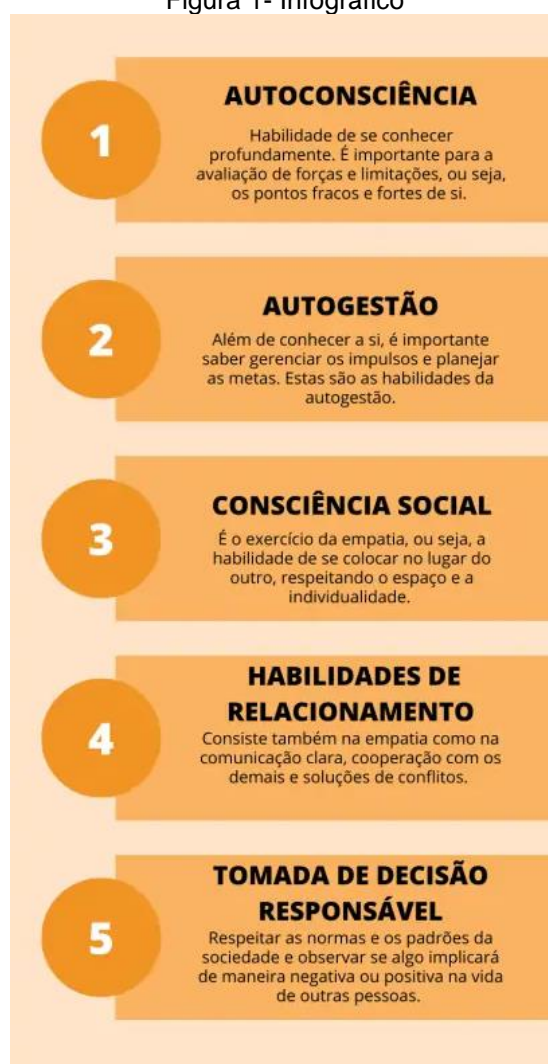 Figura 1- Infográfico
1
AUTOCONSCIÊNCIA
Habilidade de se conhecer
profundamente. É importante para a
avaliação de forças e limitações, ou seja,
os pontos fracos e fortes de si.
2
AUTOGESTÃO
Além de conhecer a si, é importante
saber gerenciar os impulsos e planejar
as metas. Estas são as habilidades da
autogestão.
3
CONSCIÊNCIA SOCIAL
É o exercício da empatia, ou seja, a
habilidade de se colocar no lugar do
outro, respeitando o espaço e a
individualidade.
4
HABILIDADES DE
RELACIONAMENTO
Consiste também na empatia como na
comunicação clara, cooperação com os
demais e soluções de conflitos.
5
TOMADA DE DECISÃO
RESPONSÁVEL
Respeitar as normas e os padrões da
sociedade e observar se algo implicará
de maneira negativa ou positiva na vida
de outras pessoas.